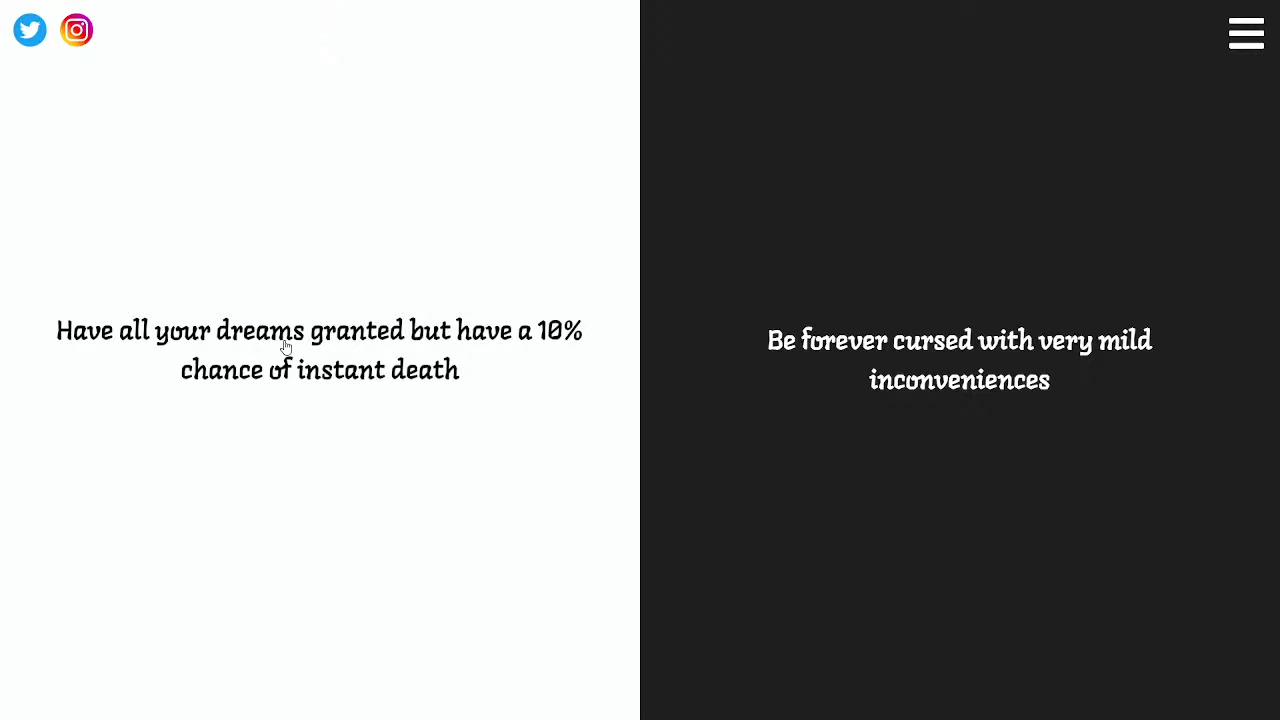 Have all your dreams granted but have a 10%
chance of instant death
Be forever cursed with very mild
inconveniences